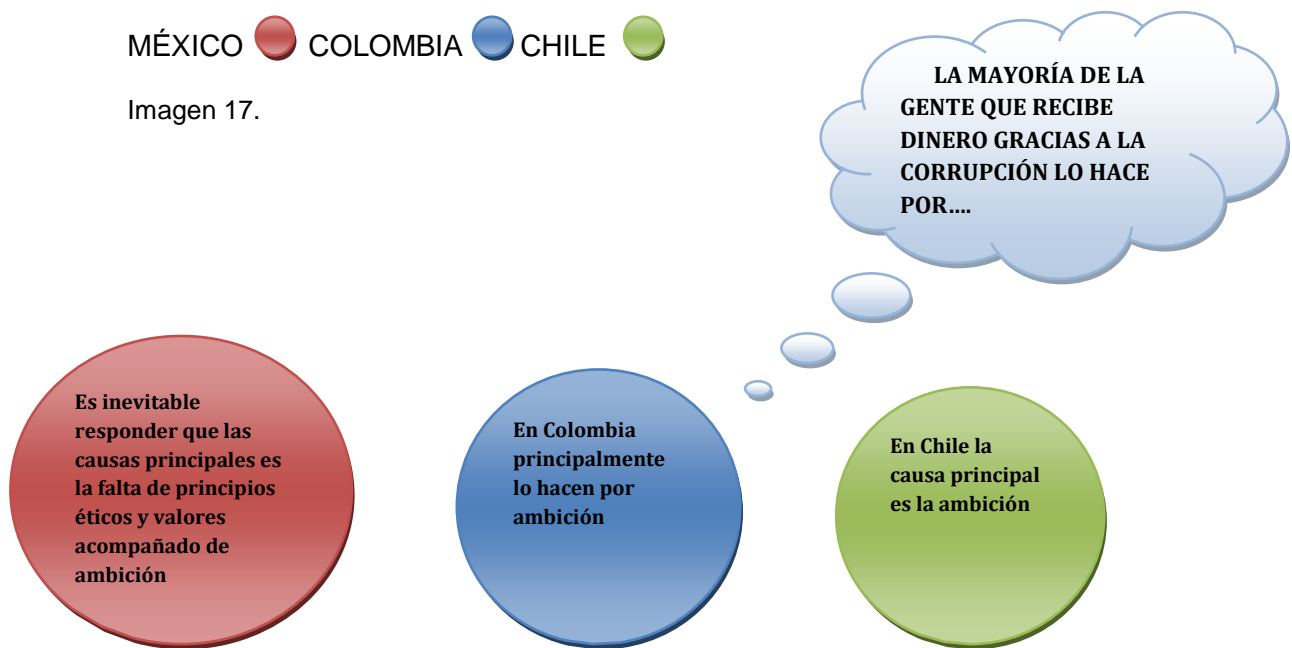 MÉXICO COLOMBIA CHILE
Imagen 17.
LA MAYORÍA DE LA
GENTE QUE RECIBE
DINERO GRACIAS A LA
CORRUPCIÓN LO HACE
POR....
Es inevitable
responder que las
causas principales es
la falta de principios
éticos y valores
acompañado de
ambición
En Colombia
principalmente
lo hacen por
ambición
En Chile la
causa principal
es la ambición